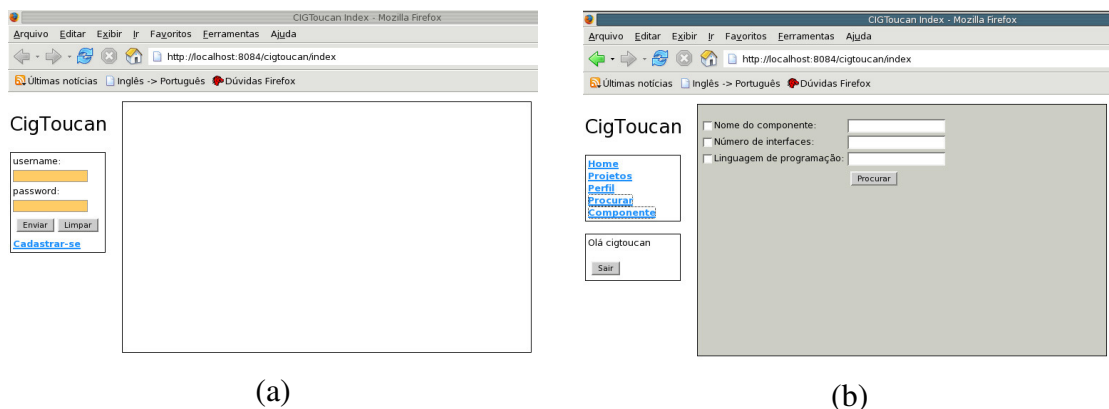 CIGToucan Index - Mozilla Firefox
Arquivo Editar Exibir Ir Favoritos Ferramentas Ajuda
http://localhost:8084/cigtoucan/index
Últimas notícias Inglês -> Português Dúvidas Firefox
CigToucan
username:
password:
Enviar Limpar
Cadastrar-se
(a)
CIGToucan Index - Mozilla Firefox
Arquivo Editar Exibir Ir Favoritos Ferramentas Ajuda
http://localhost:8084/cigtoucan/index
Últimas notícias Inglês -> Português Dúvidas Firefox
CigToucan
Home
Projetos
Perfil
Procurar
Componente
Olá cigtoucan
Sair
Nome do componente:
Número de interfaces:
Linguagem de programação:
Procurar
(b)